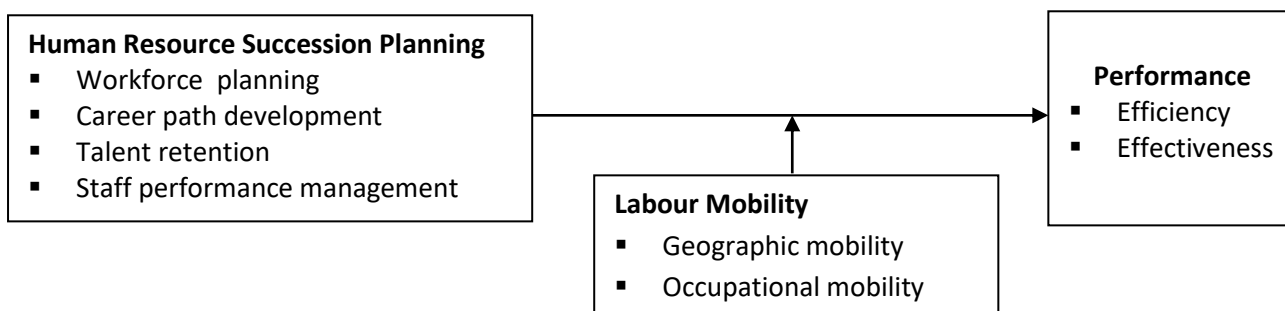 Human Resource Succession Planning
▪ Workforce planning
▪ Career path development
▪ Talent retention
▪ Staff performance management
Performance
▪ Efficiency
▪ Effectiveness
Labour Mobility
▪ Geographic mobility
▪ Occupational mobility